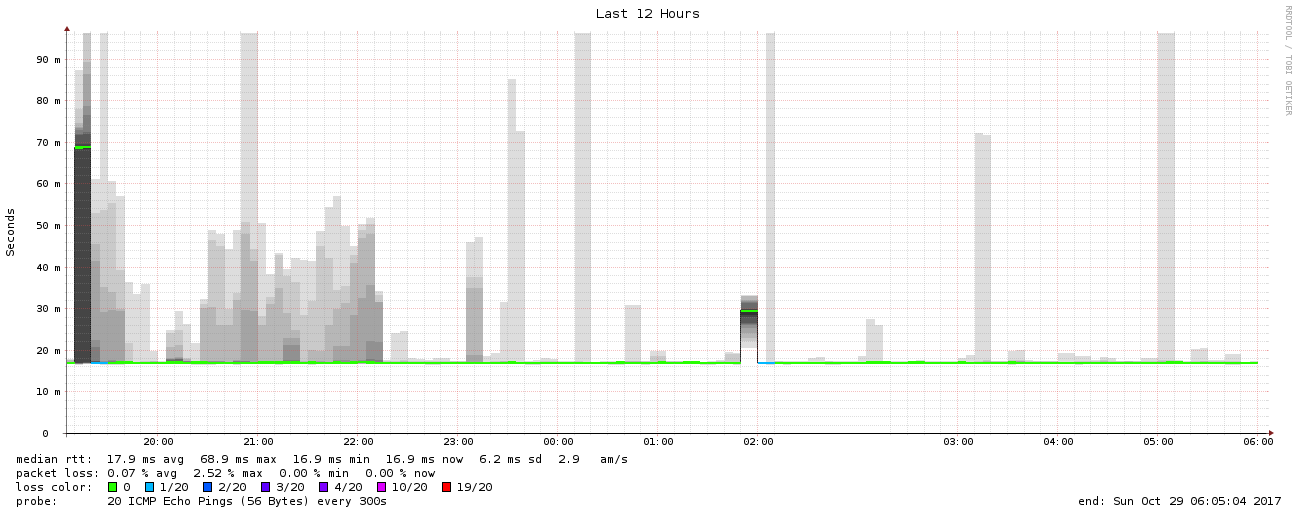 Last 12 Hours
RRDTOOL / TOBI OETIKER
Seconds
90 m
80 m
70 m
60 m
50 m
40 m
30 m
20 m
10 m
0
20:00 21:00 22:00 23:00 00:00 01:00 02:00 03:00 04:00 05:00 06:00
median rtt: 17.9 ms avg 68.9 ms max 16.9 ms min 16.9 ms now 6.2 ms sd 2.9 am/s
packet loss: 0.07 % avg 2.52 % max 0.00 % min 0.00 % now
loss color: 0 1/20 2/20 3/20 4/20 10/20 19/20
probe: 20 ICMP Echo Pings (56 Bytes) every 300s end: Sun Oct 29 06:05:04 2017